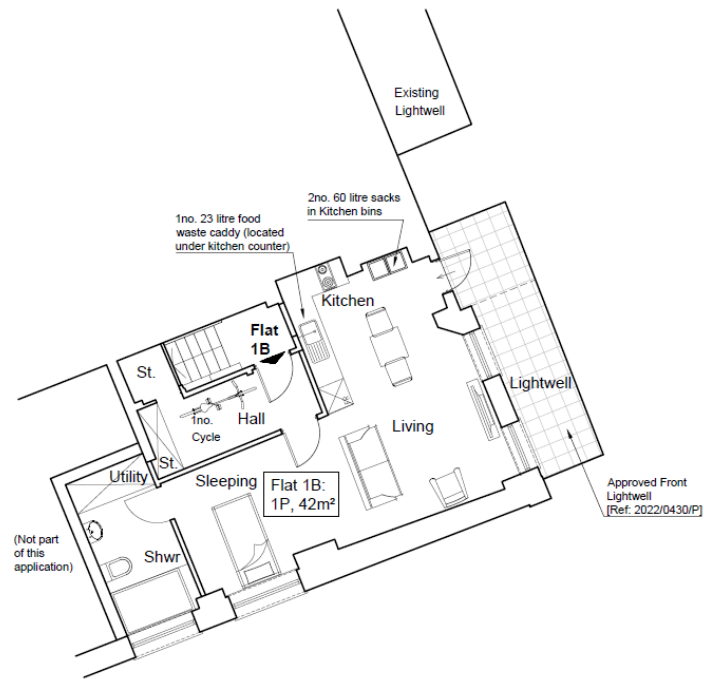 Existing
Lightwell
2no. 60 litre sacks
in Kitchen bins
1no. 23 litre food
waste caddy (located
under kitchen counter)
Kitchen
Flat
1B
St.
Lightwell
1no.
Cycle
Hall
Living
St.
Utility
Sleeping
Flat 1B:
1P, 42m²
Approved Front
Lightwell
[Ref: 2022/0430/P]
(Not part
of this
application)
Shwr